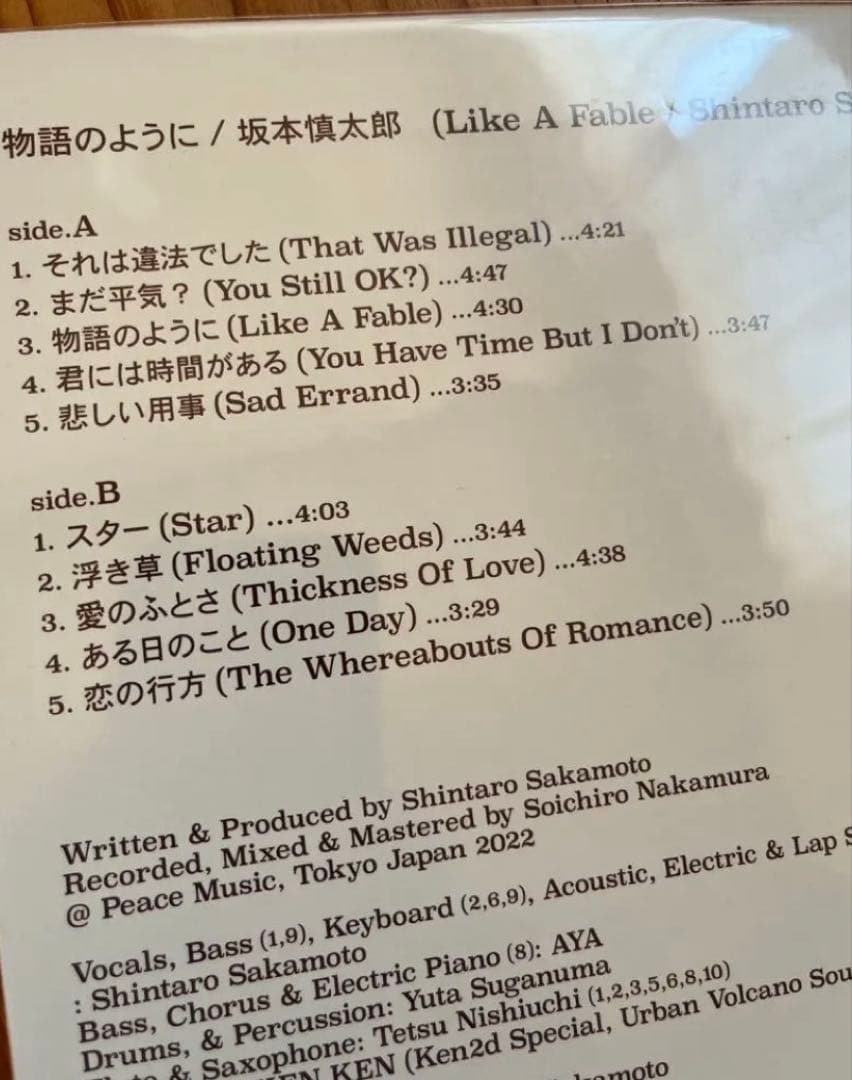 物語のように / 坂本慎太郎 (Like A Fable Shintaro
side.A
1. それは違法でした (That Was Illegal) ...4:21
2. まだ平気？ (You Still OK?) ...4:47
3. 物語のように (Like A Fable) ...4:30
4. 君には時間がある (You Have Time But I Don't) ...3:47
5. 悲しい用事 (Sad Errand) ...3:35
side.B
1. スター (Star) ...4:03
2. 浮き草 (Floating Weeds) ...3:44
3. 愛のふとさ (Thickness Of Love) ...4:38
4. ある日のこと (One Day) ...3:29
5. 恋の行方 (The Whereabouts Of Romance) ...3:50
Written & Produced by Shintaro Sakamoto
Recorded, Mixed & Mastered by Soichiro Nakamura
@ Peace Music, Tokyo Japan 2022
Vocals, Bass (1,9), Keyboard (2,6,9), Acoustic, Electric & Lap
: Shintaro Sakamoto
Bass, Chorus & Electric Piano (8): AYA
Drums, & Percussion: Yuta Suganuma
& Saxophone: Tetsu Nishiuchi (1,2,3,5,6,8,10)
KEN (Ken2d Special, Urban Volcano